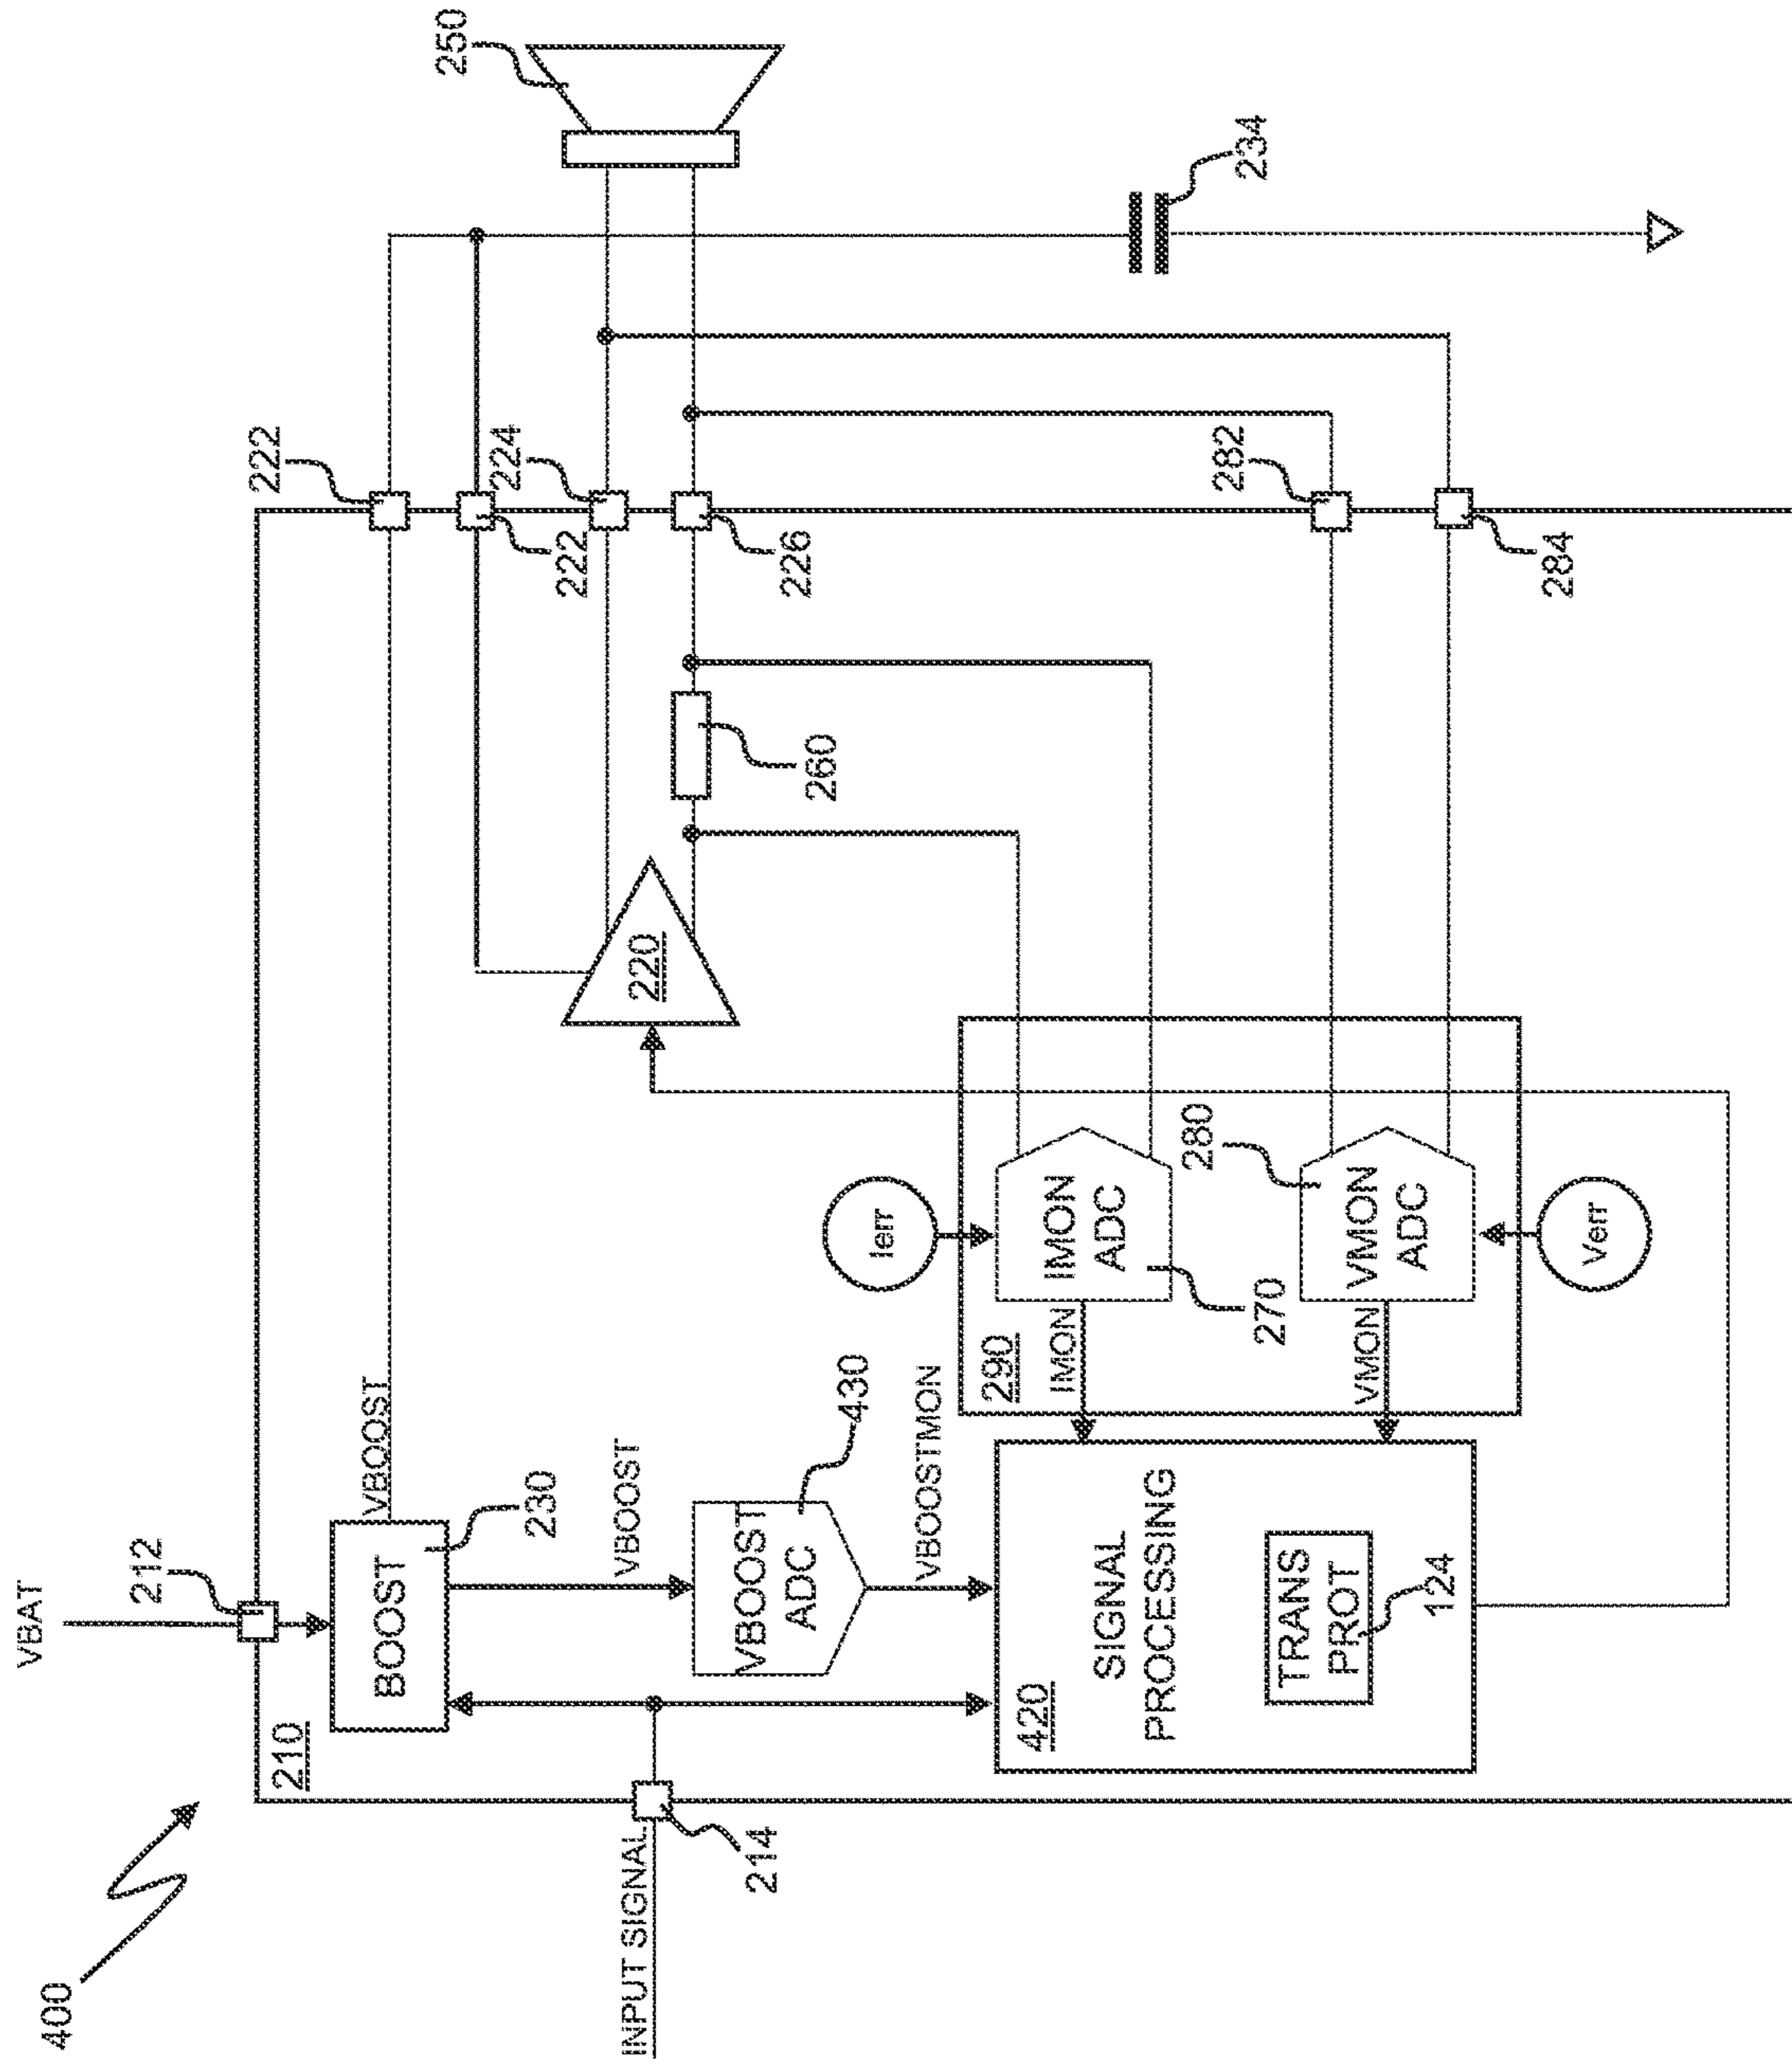 400
VBAT
212
210
BOOST
230
VBOOST
222
222
224
226
250
INPUT SIGNAL
214
VBOOST
VBOOST
ADC
430
VBOOSTMON
220
260
234
420
SIGNAL
PROCESSING
TRANS
PROT
124
290
IMON
VMON
Ierr
IMON
ADC
270
280
VMON
ADC
Verr
282
284